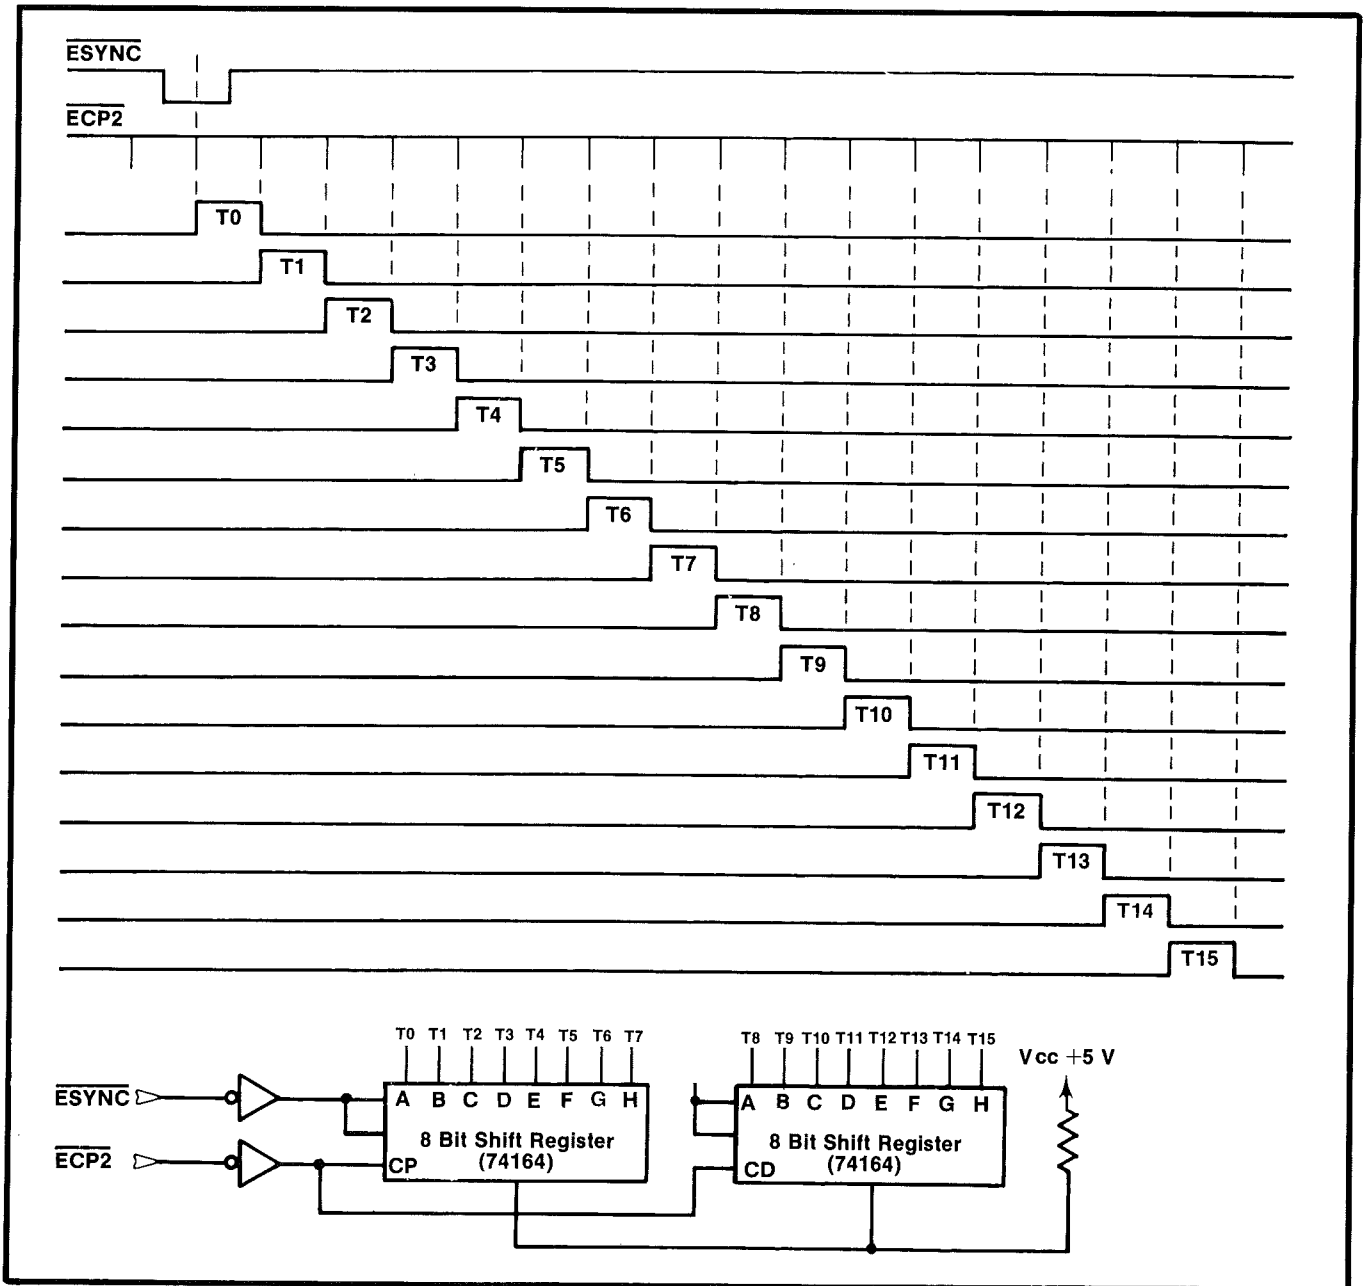 ESYNC
ECP2
T0
T1
T2
T3
T4
T5
T6
T7
T8
T9
T10
T11
T12
T13
T14
T15
T0 T1 T2 T3 T4 T5 T6 T7
T8 T9 T10 T11 T12 T13 T14 T15
Vcc +5 V
ESYNC
A B C D E F G H
8 Bit Shift Register
(74164)
ECP2
CP
A B C D E F G H
8 Bit Shift Register
(74164)
CD